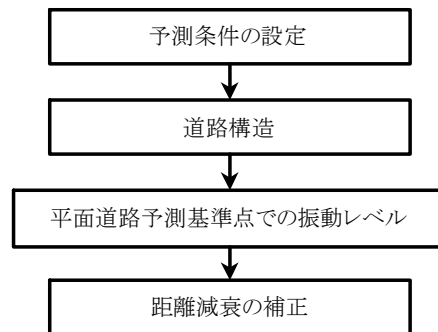 予測条件の設定
道路構造
平面道路予測基準点での振動レベル
距離減衰の補正